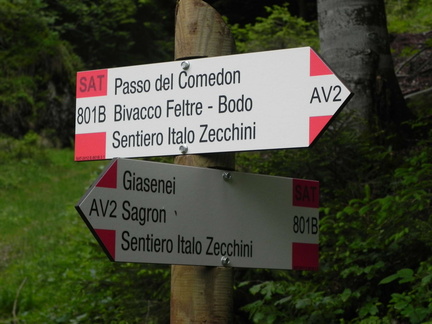 SAT
801B
Passo del Comedon
Bivacco Feltre - Bodo
Sentiero Italo Zecchini
AV2
AV2
Giasenei
Sagron
Sentiero Italo Zecchini
SAT
801B